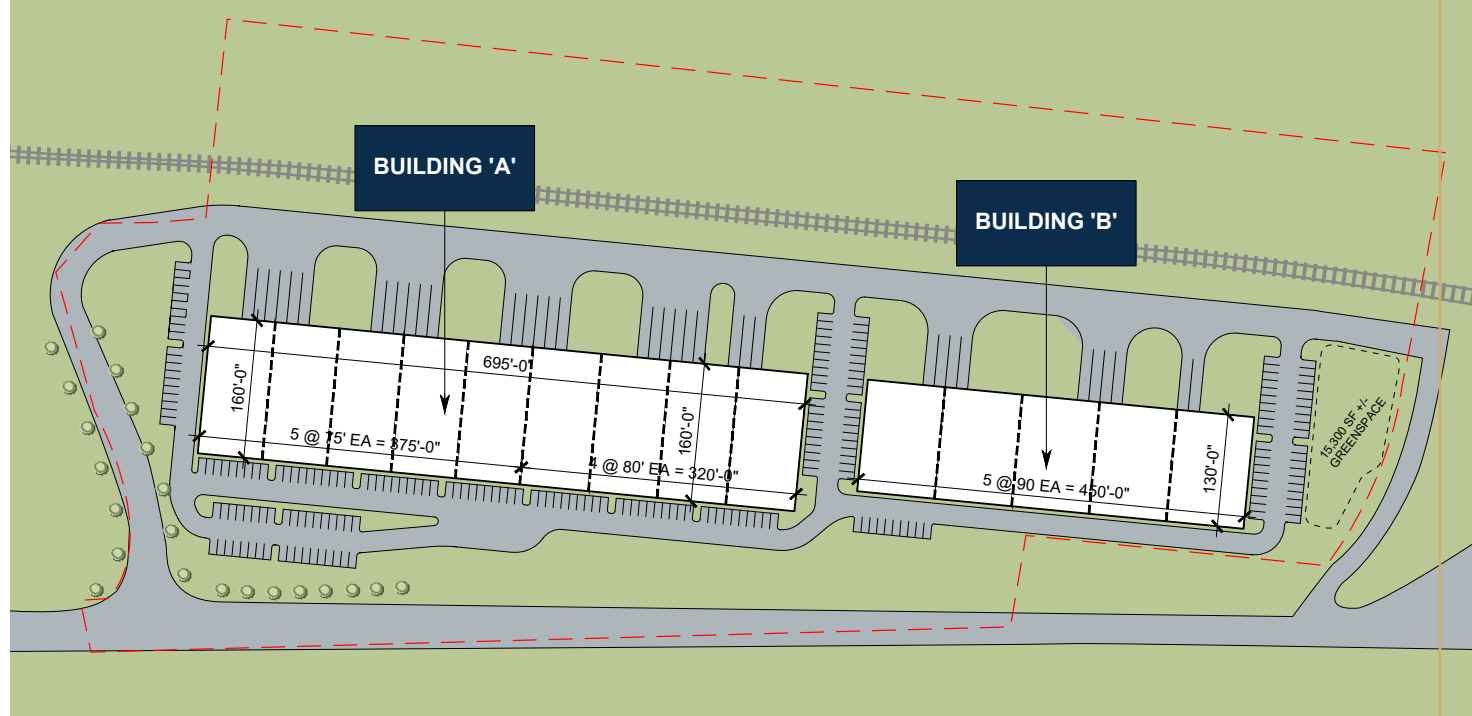 BUILDING 'A'
BUILDING 'B'
695'-0"
160'-0"
160'-0"
5 @ 75' EA = 375'-0"
4 @ 80' EA = 320'-0"
5 @ 90 EA = 450'-0"
130'-0"
15,300 SF +/-
GREENSPACE